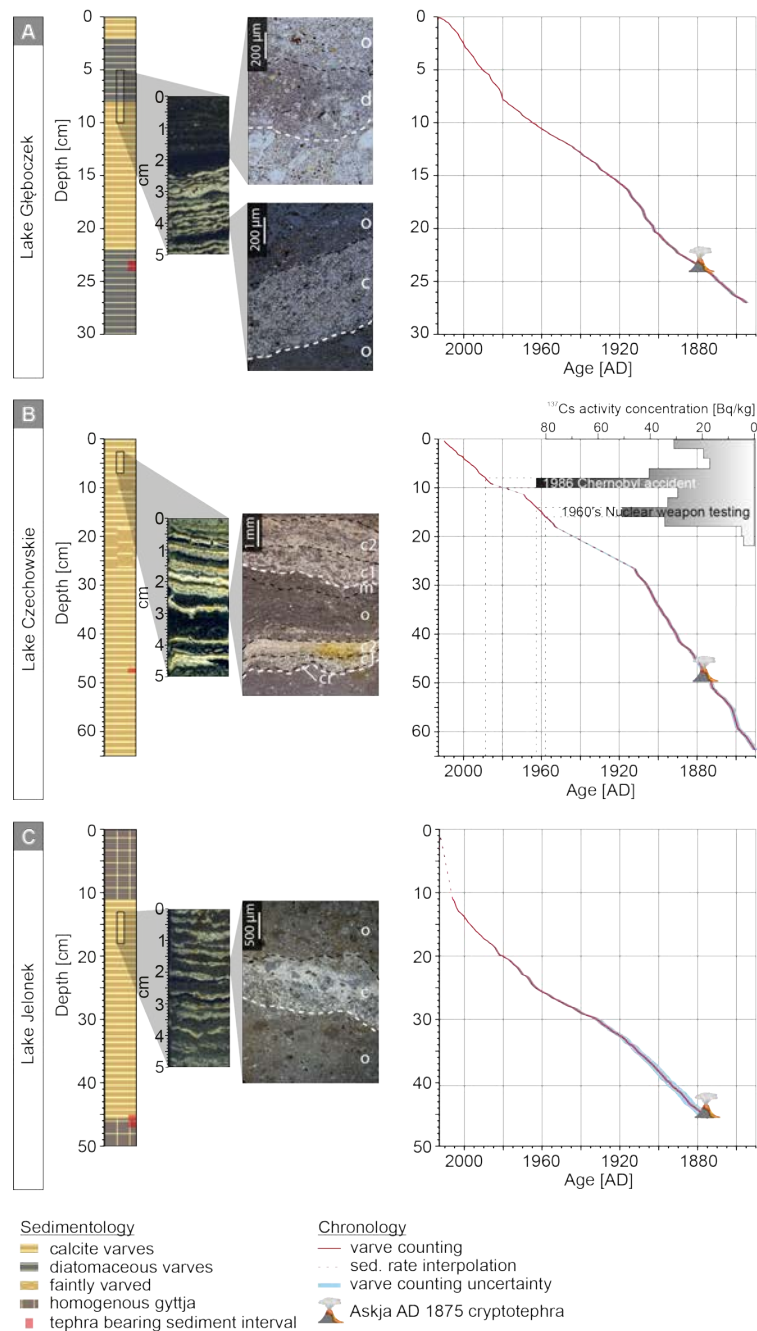 A
Lake Głęboczek
Depth [cm]
0
5
10
15
20
25
30
0
1
2
3
4
5
cm
200 µm
o
d
200 µm
o
c
o
0
5
10
15
20
25
30
2000
1960
1920
1880
Age [AD]
B
Lake Czechowskie
Depth [cm]
0
10
20
30
40
50
60
0
1
2
3
4
5
cm
1 mm
c2
c1
m
o
c2
c1
cr
137Cs activity concentration [Bq/kg]
80
60
40
20
0
1986 Chernobyl accident
1960's Nuclear weapon testing
0
10
20
30
40
50
60
2000
1960
1920
1880
Age [AD]
C
Lake Jelonek
Depth [cm]
0
10
20
30
40
50
0
1
2
3
4
5
cm
500 µm
o
c
o
0
10
20
30
40
50
2000
1960
1920
1880
Age [AD]
Sedimentology
calcite varves
diatomaceous varves
faintly varved
homogenous gyttja
tephra bearing sediment interval
Chronology
varve counting
sed. rate interpolation
varve counting uncertainty
Askja AD 1875 cryptotephra